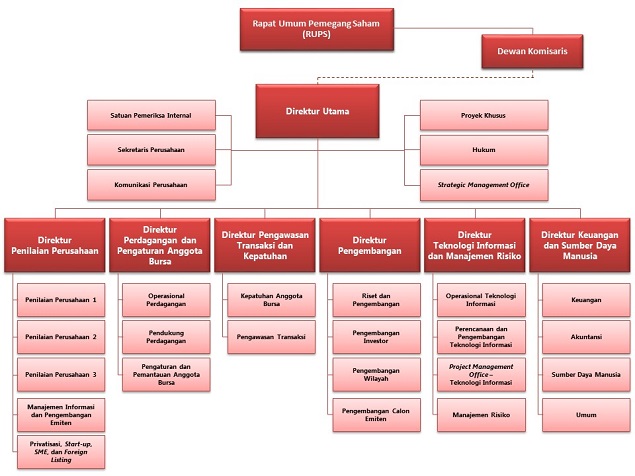 Rapat Umum Pemegang Saham
(RUPS)
Dewan Komisaris
Direktur Utama
Satuan Pemeriksa Internal
Sekretaris Perusahaan
Komunikasi Perusahaan
Proyek Khusus
Hukum
Strategic Management Office
Direktur
Penilaian Perusahaan
Penilaian Perusahaan 1
Penilaian Perusahaan 2
Penilaian Perusahaan 3
Manajemen Informasi
dan Pengembangan
Emiten
Privatisasi, Start-up,
SME, dan Foreign
Listing
Direktur
Perdagangan dan
Pengaturan Anggota
Bursa
Operasional
Perdagangan
Pendukung
Perdagangan
Pengaturan dan
Pemantauan Anggota
Bursa
Direktur Pengawasan
Transaksi dan
Kepatuhan
Kepatuhan Anggota
Bursa
Pengawasan Transaksi
Direktur
Pengembangan
Riset dan
Pengembangan
Pengembangan
Investor
Pengembangan
Wilayah
Pengembangan Calon
Emiten
Direktur
Teknologi Informasi
dan Manajemen Risiko
Operasional Teknologi
Informasi
Perencanaan dan
Pengembangan
Teknologi Informasi
Project Management
Office –
Teknologi Informasi
Manajemen Risiko
Direktur Keuangan
dan Sumber Daya
Manusia
Keuangan
Akuntansi
Sumber Daya Manusia
Umum